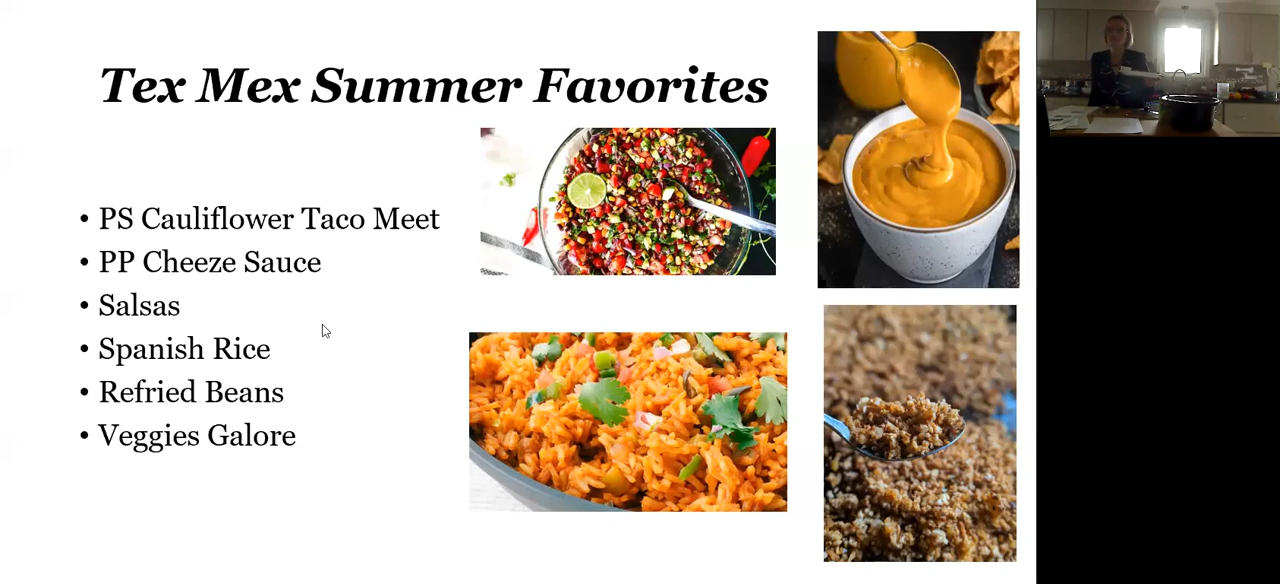 Tex Mex Summer Favorites
• PS Cauliflower Taco Meet
• PP Cheeze Sauce
• Salsas
• Spanish Rice
• Refried Beans
• Veggies Galore